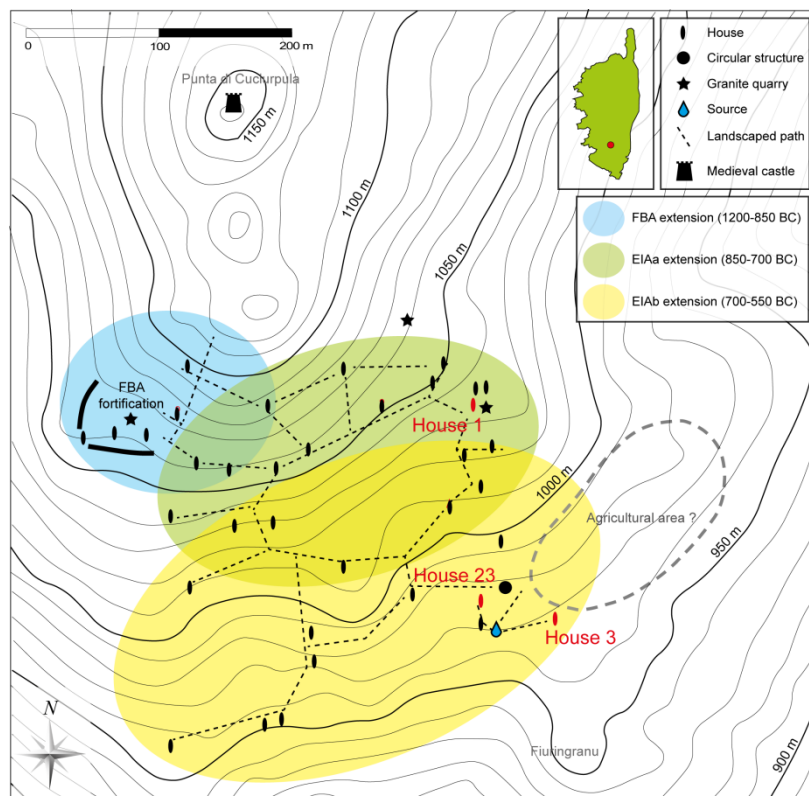 0
100
200 m
Punta di Cuciurpula
1150 m
1100 m
1050 m
House
Circular structure
Granite quarry
Source
Landscaped path
Medieval castle
FBA extension (1200-850 BC)
EIAa extension (850-700 BC)
EIAb extension (700-550 BC)
FBA
fortification
House 1
1000 m
Agricultural area ?
950 m
House 23
House 3
N
Fiuringranu
900 m